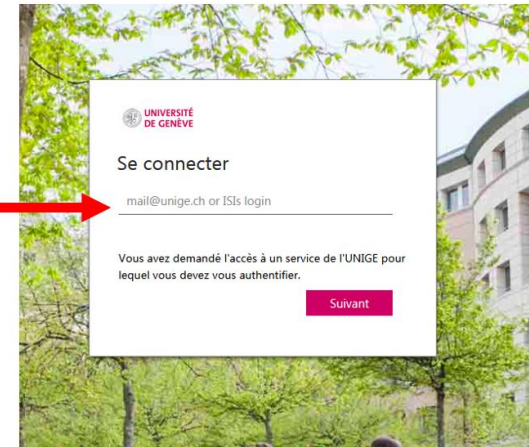 UNIVERSITÉ
DE GENÈVE
Se connecter
mail@unige.ch or ISIs login
Vous avez demandé l'accès à un service de l'UNIGE pour
lequel vous devez vous authentifier.
Suivant